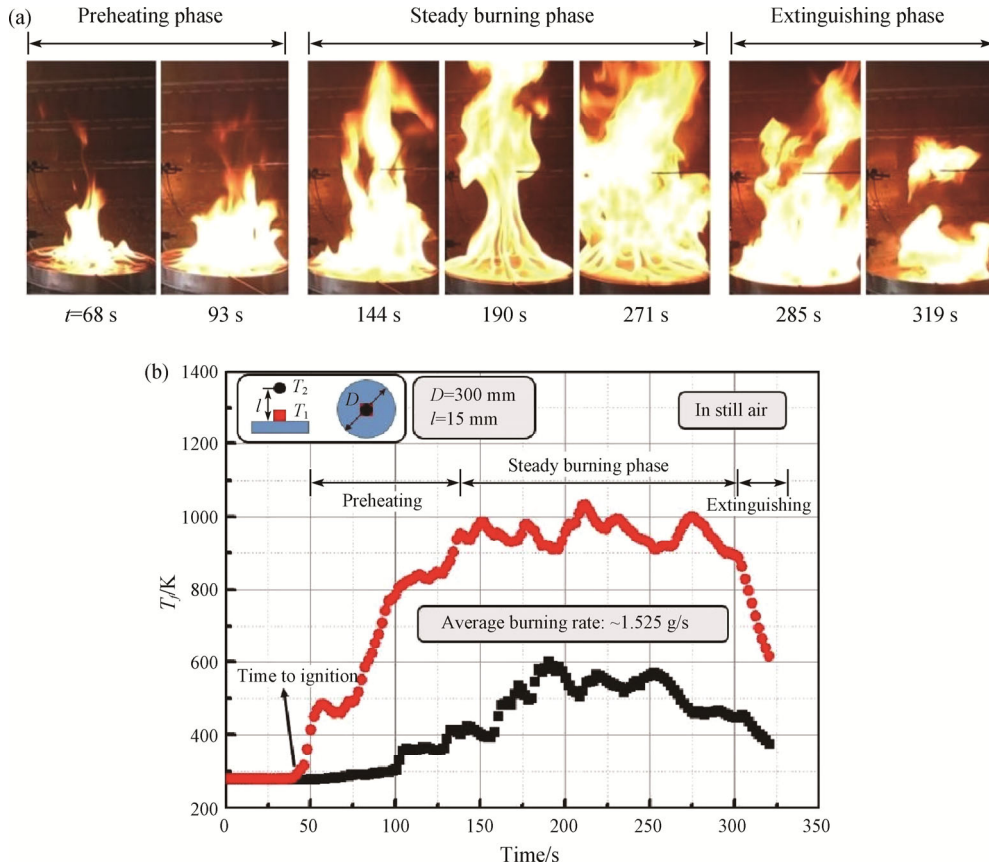 (a)
Preheating phase
Steady burning phase
Extinguishing phase
t=68 s
93 s
144 s
190 s
271 s
285 s
319 s
(b)
1400
1200
1000
800
600
400
200
T_f/K
T₂
l
T₁
D
D=300 mm
l=15 mm
In still air
Steady burning phase
Preheating
Extinguishing
Average burning rate: ~1.525 g/s
Time to ignition
0
50
100
150
200
250
300
350
Time/s